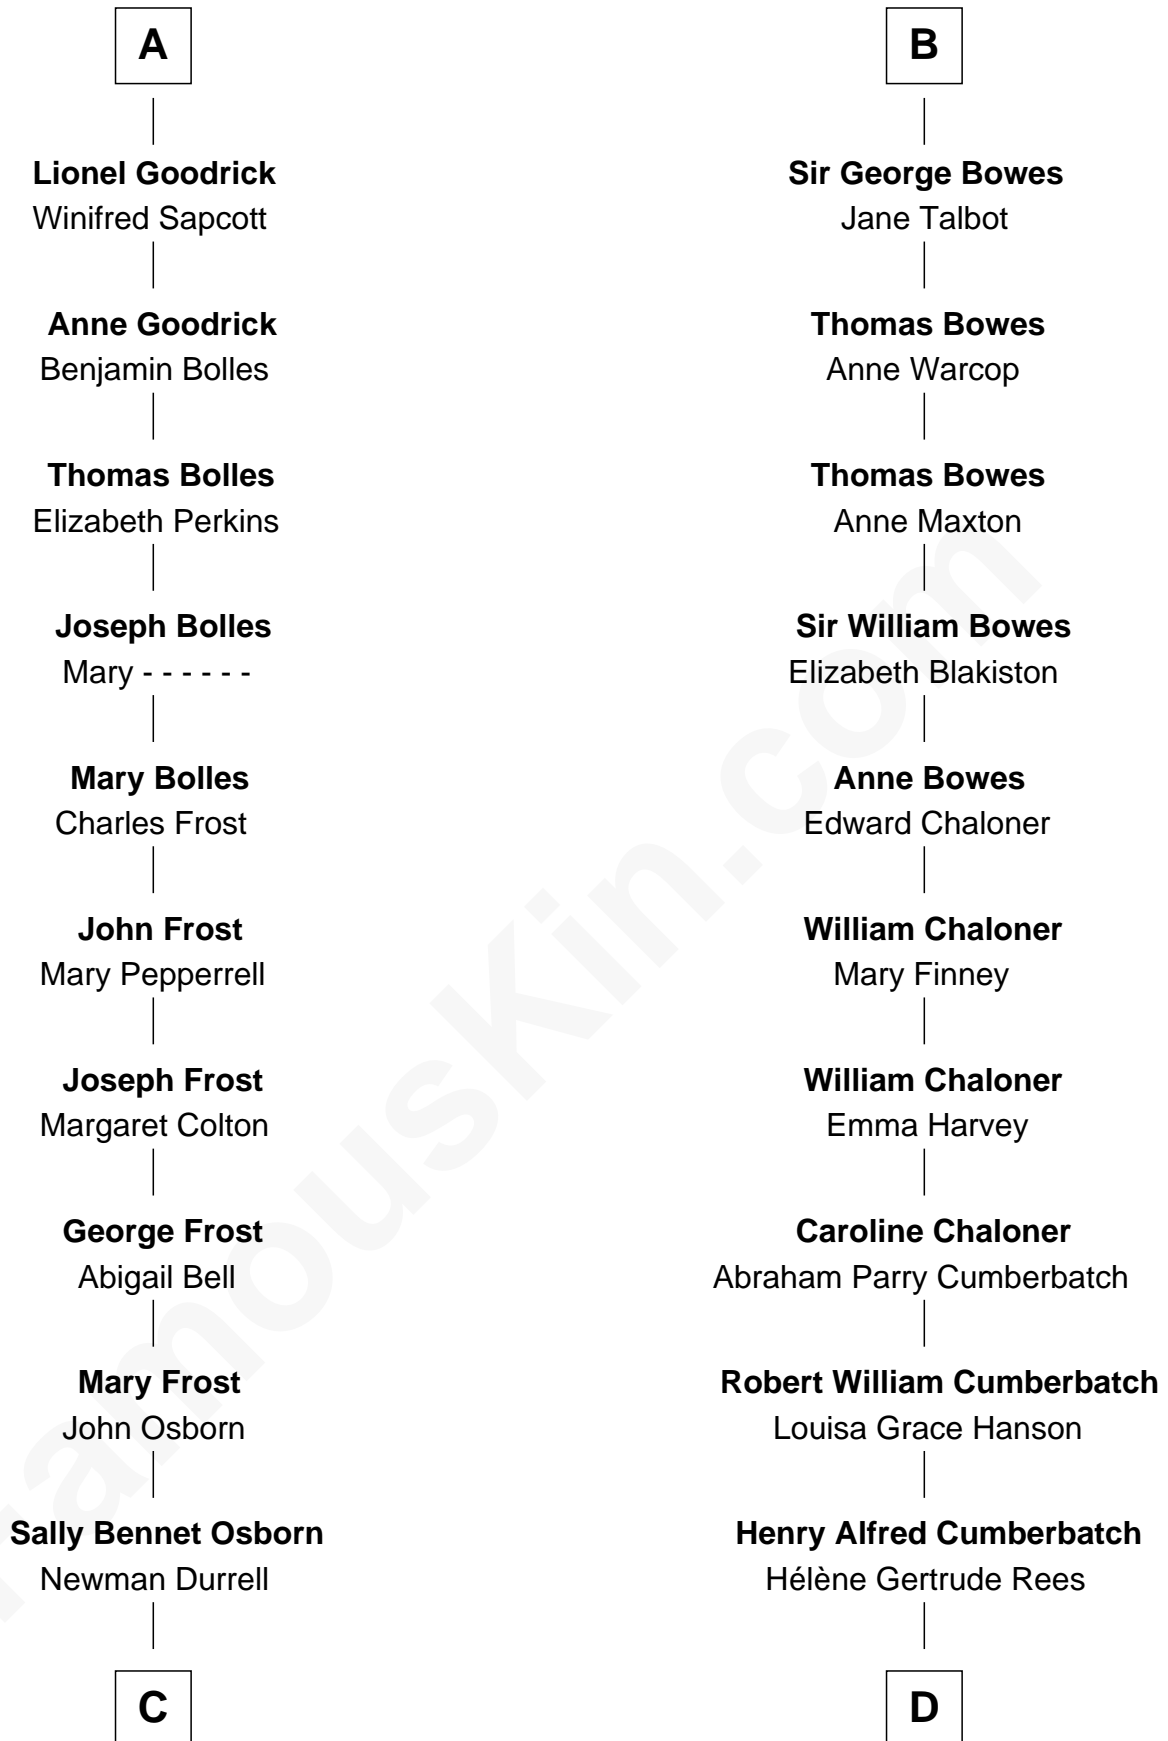 A
Lionel Goodrick
Winifred Sapcott
Anne Goodrick
Benjamin Bolles
Thomas Bolles
Elizabeth Perkins
Joseph Bolles
Mary - - - - - -
Mary Bolles
Charles Frost
John Frost
Mary Pepperrell
Joseph Frost
Margaret Colton
George Frost
Abigail Bell
Mary Frost
John Osborn
Sally Bennet Osborn
Newman Durrell
C
B
Sir George Bowes
Jane Talbot
Thomas Bowes
Anne Warcop
Thomas Bowes
Anne Maxton
Sir William Bowes
Elizabeth Blakiston
Anne Bowes
Edward Chaloner
William Chaloner
Mary Finney
William Chaloner
Emma Harvey
Caroline Chaloner
Abraham Parry Cumberbatch
Robert William Cumberbatch
Louisa Grace Hanson
Henry Alfred Cumberbatch
Hélène Gertrude Rees
D
FamousKin.com